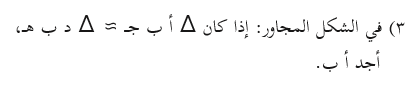 ٣) في الشكل المجاور: إذا كان Δ أ ب جـ ≈ Δ د ب هـ،
أجد أ ب.